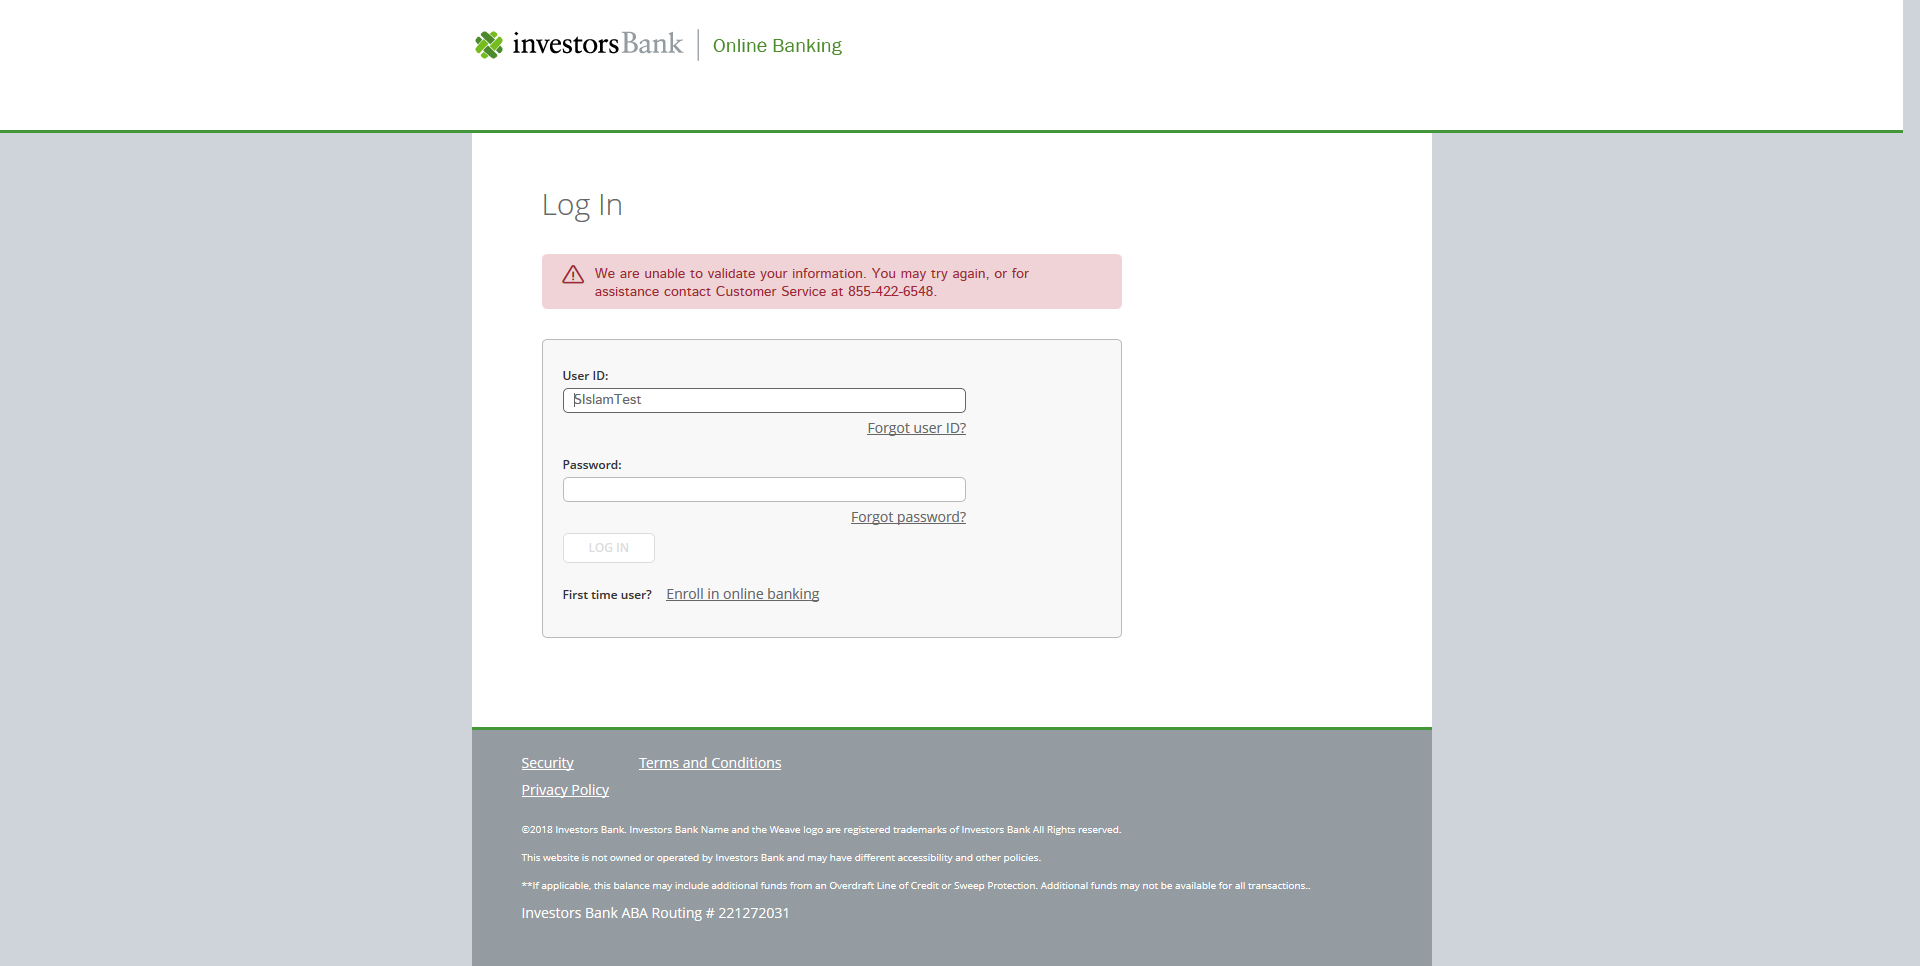 investorsBank Online Banking
Log In
We are unable to validate your information. You may try again, or for
assistance contact Customer Service at 855-422-6548.
User ID:
SIslamTest
Forgot user ID?
Password:
Forgot password?
LOG IN
First time user? Enroll in online banking
Security Terms and Conditions
Privacy Policy
©2018 Investors Bank. Investors Bank Name and the Weave logo are registered trademarks of Investors Bank All Rights reserved.
This website is not owned or operated by Investors Bank and may have different accessibility and other policies.
**If applicable, this balance may include additional funds from an Overdraft Line of Credit or Sweep Protection. Additional funds may not be available for all transactions..
Investors Bank ABA Routing # 221272031